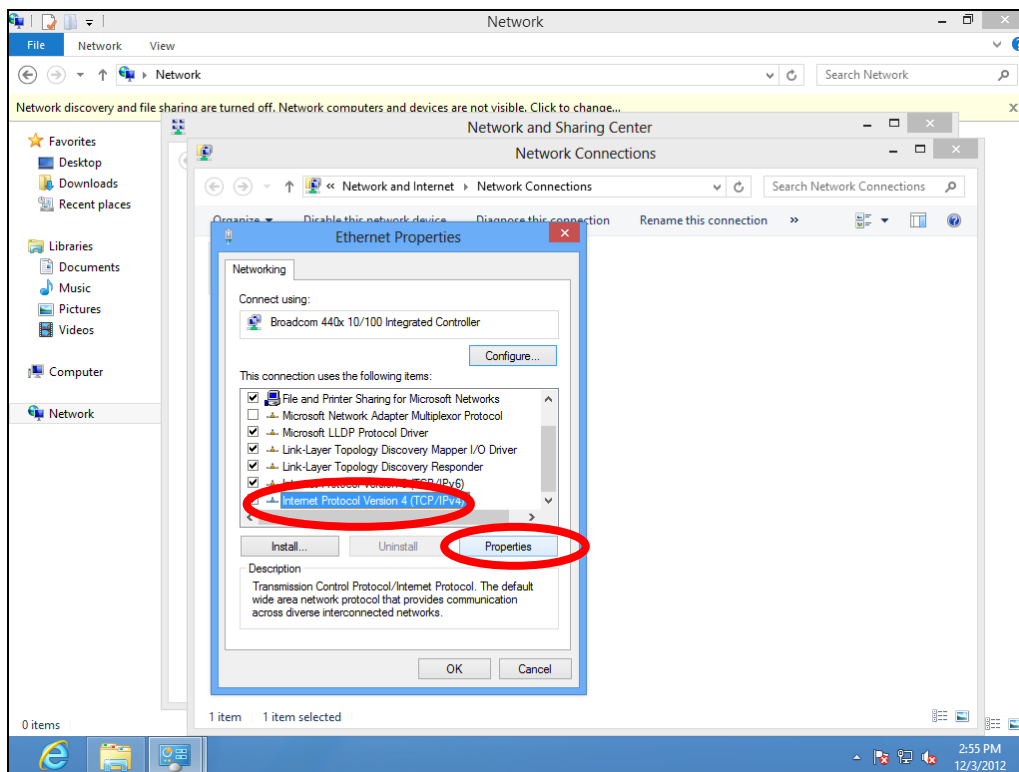 Network
File Network View
Network
Search Network
Network discovery and file sharing are turned off. Network computers and devices are not visible. Click to change...
Favorites
Desktop
Downloads
Recent places
Libraries
Documents
Music
Pictures
Videos
Computer
Network
0 items
Network and Sharing Center
Network Connections
« Network and Internet Network Connections
Search Network Connections
Organize Disable this network device Diagnose this connection Rename this connection »
Ethernet Properties
Networking
Connect using:
Broadcom 440x 10/100 Integrated Controller
Configure...
This connection uses the following items:
File and Printer Sharing for Microsoft Networks
Microsoft Network Adapter Multiplexor Protocol
Microsoft LLDP Protocol Driver
Link-Layer Topology Discovery Mapper I/O Driver
Link-Layer Topology Discovery Responder
Internet Protocol Version 6 (TCP/IPv6)
Internet Protocol Version 4 (TCP/IPv4)
Install... Uninstall Properties
Description
Transmission Control Protocol/Internet Protocol. The default
wide area network protocol that provides communication
across diverse interconnected networks.
OK Cancel
1 item 1 item selected
2:55 PM
12/3/2012